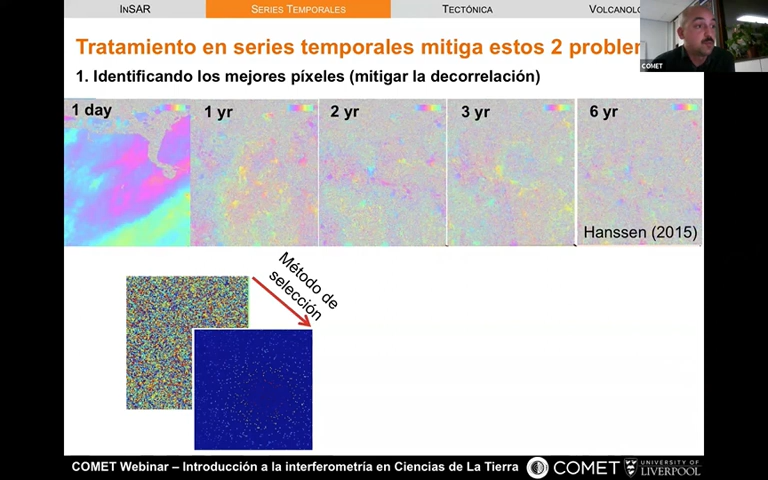 InSAR
SERIES TEMPORALES
TECTÓNICA
VOLCANOLO
Tratamiento en series temporales mitiga estos 2 problem
COMET
1. Identificando los mejores píxeles (mitigar la decorrelación)
1 day
1 yr
2 yr
3 yr
6 yr
Hanssen (2015)
Método de
selección
COMET Webinar – Introducción a la interferometría en Ciencias de La Tierra
COMET
UNIVERSITY OF
LIVERPOOL